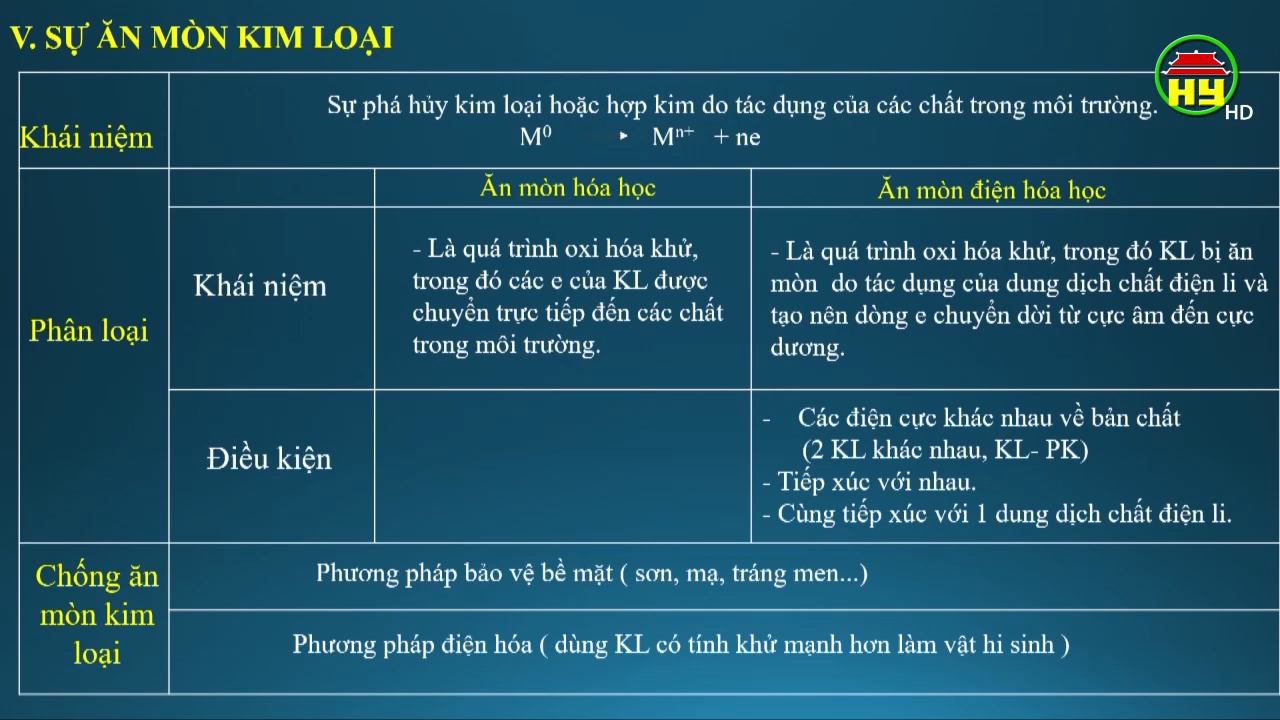 V. SỰ ĂN MÒN KIM LOẠI
HY
HD
Khái niệm
Sự phá hủy kim loại hoặc hợp kim do tác dụng của các chất trong môi trường.
M⁰ → Mⁿ⁺ + ne
Phân loại
Ăn mòn hóa học
Ăn mòn điện hóa học
Khái niệm
- Là quá trình oxi hóa khử,
trong đó các e của KL được
chuyển trực tiếp đến các chất
trong môi trường.
- Là quá trình oxi hóa khử, trong đó KL bị ăn
mòn do tác dụng của dung dịch chất điện li và
tạo nên dòng e chuyển dời từ cực âm đến cực
dương.
Điều kiện
- Các điện cực khác nhau về bản chất
(2 KL khác nhau, KL- PK)
- Tiếp xúc với nhau.
- Cùng tiếp xúc với 1 dung dịch chất điện li.
Chống ăn
mòn kim
loại
Phương pháp bảo vệ bề mặt ( sơn, mạ, tráng men...)
Phương pháp điện hóa ( dùng KL có tính khử mạnh hơn làm vật hi sinh )